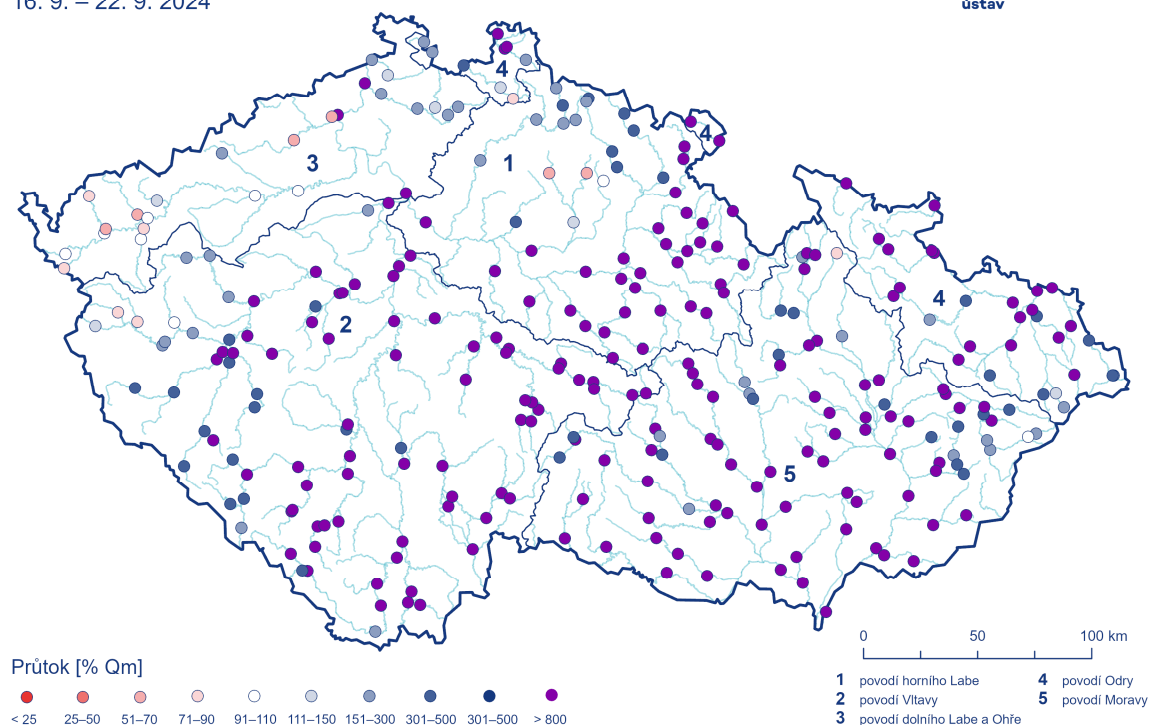 16. 9. – 22. 9. 2024
ústav
4
4
3
1
4
2
5
Průtok [% Qm]
< 25
25–50
51–70
71–90
91–110
111–150
151–300
301–500
301–500
> 800
0
50
100 km
1 povodí horního Labe
2 povodí Vltavy
3 povodí dolního Labe a Ohře
4 povodí Odry
5 povodí Moravy